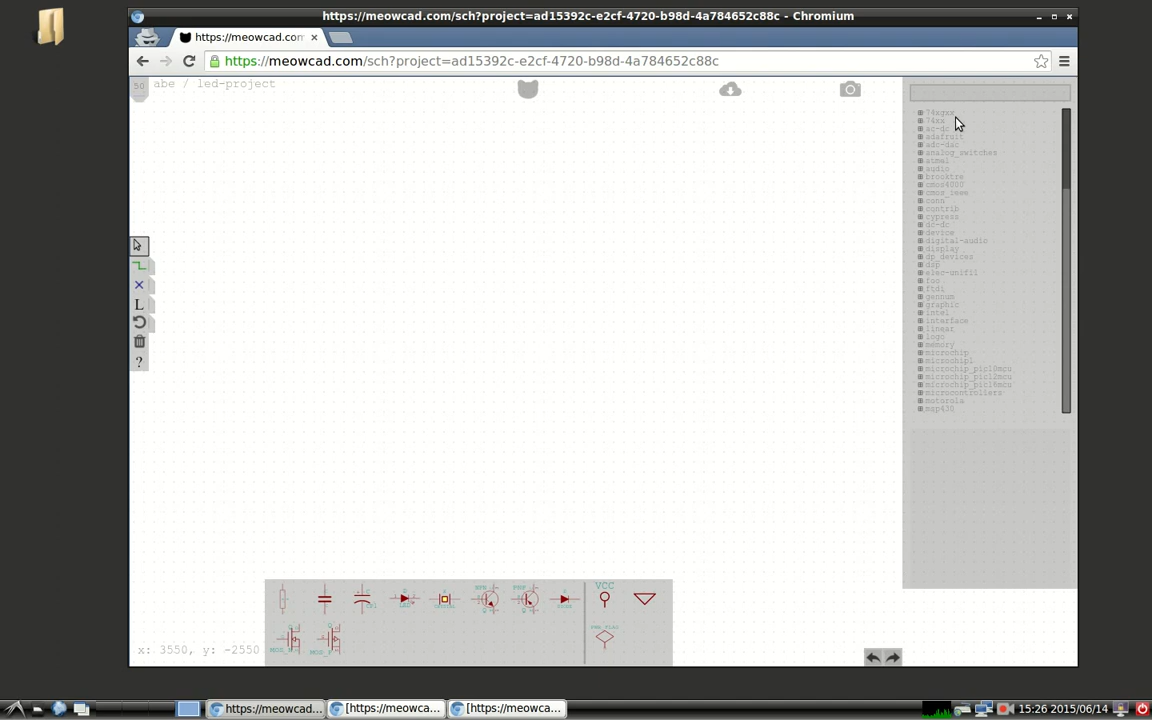 https://meowcad.com/sch?project=ad15392c-e2cf-4720-b98d-4a784652c88c - Chromium
https://meowcad.con
https://meowcad.com/sch?project=ad15392c-e2cf-4720-b98d-4a784652c88c
50
abe / led-project
74xgxx
74xx
ac-dc
adafruit
adc-dac
analog_switches
atmel
audio
brooktre
cmos4000
cmos_ieee
conn
contrib
cypress
dc-dc
device
digital-audio
display
dp_devices
dsp
elec-unifil
foo
ftdi
gennum
graphic
intel
interface
linear
logo
memory
microchip
microchip1
microchip_pic10mcu
microchip_pic12mcu
microchip_pic16mcu
microcontrollers
motorola
msp430
L
?
VCC
x: 3550, y: -2550
https://meowcad...
[https://meowca...
[https://meowca...
15:26 2015/06/14